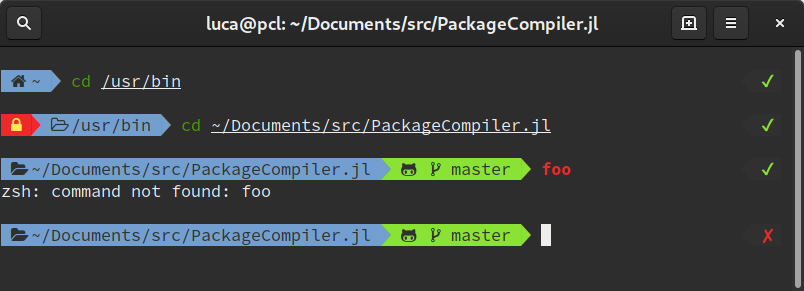 luca@pcl: ~/Documents/src/PackageCompiler.jl
~ cd /usr/bin ✓
/usr/bin cd ~/Documents/src/PackageCompiler.jl ✓
~/Documents/src/PackageCompiler.jl master foo ✓
zsh: command not found: foo
~/Documents/src/PackageCompiler.jl master ✗